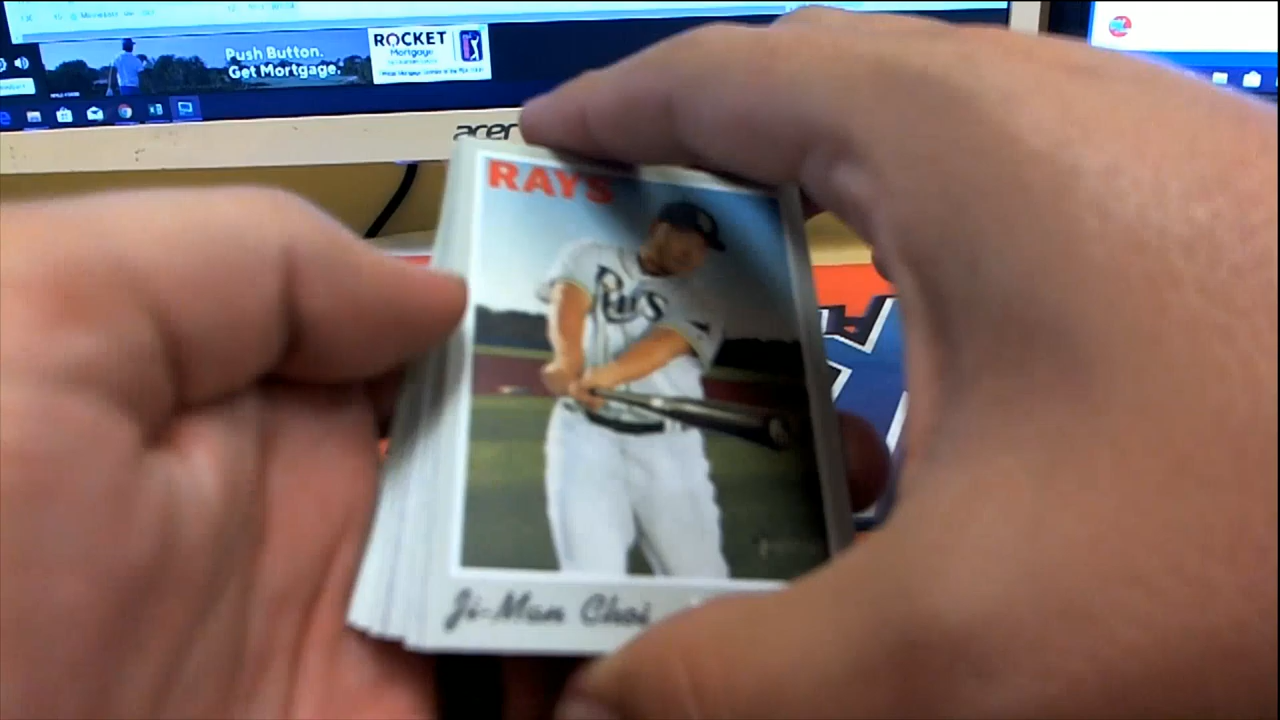 Push Button.
Get Mortgage.
ROCKET
Mortgage
acer
RAYS
Rays
Ji-Man Choi